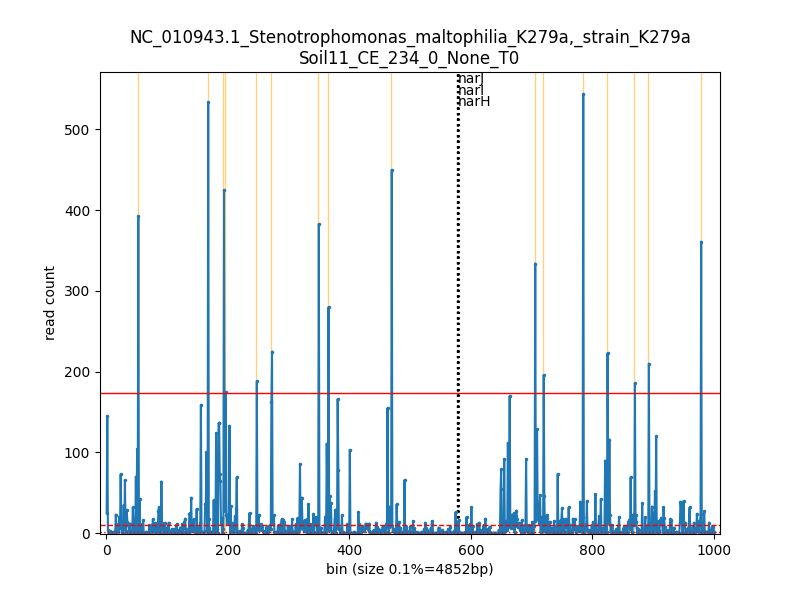 NC_010943.1_Stenotrophomonas_maltophilia_K279a,_strain_K279a
Soil11_CE_234_0_None_T0
narJ
narI
narH
500
400
300
200
100
0
read count
0 200 400 600 800 1000
bin (size 0.1%=4852bp)